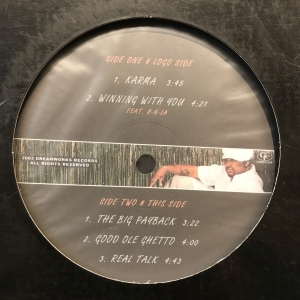 SIDE ONE * LOGO SIDE
1. KARMA 3:45
2. WINNING WITH YOU 4:21
FEAT. B-N-LA
2003 DREAMWORKS RECORDS
ALL RIGHTS RESERVED
SIDE TWO * THIS SIDE
1. THE BIG PAYBACK 3:22
2. GOOD OLE GHETTO 4:00
3. REAL TALK 4:43